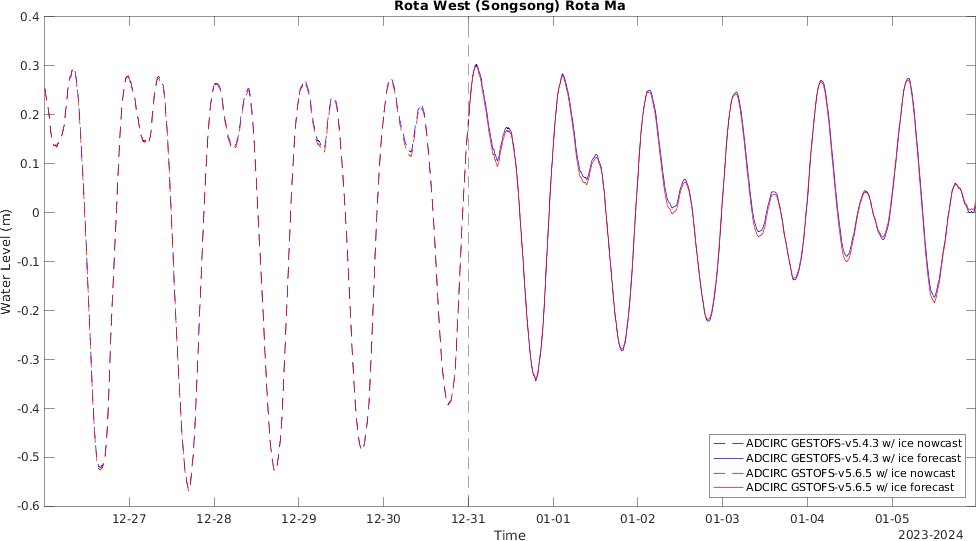 Rota West (Songsong) Rota Ma
Water Level (m)
0.4
0.3
0.2
0.1
0
-0.1
-0.2
-0.3
-0.4
-0.5
-0.6
ADCIRC GESTOFS-v5.4.3 w/ ice nowcast
ADCIRC GESTOFS-v5.4.3 w/ ice forecast
ADCIRC GSTOFS-v5.6.5 w/ ice nowcast
ADCIRC GSTOFS-v5.6.5 w/ ice forecast
12-27 12-28 12-29 12-30 12-31 01-01 01-02 01-03 01-04 01-05
Time
2023-2024